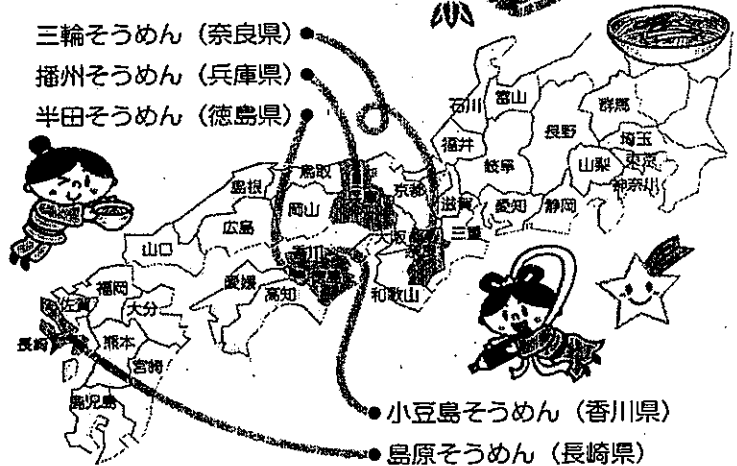 三輪そうめん（奈良県）
播州そうめん（兵庫県）
半田そうめん（徳島県）
石川
富山
群馬
福井
長野
埼玉
岐阜
山梨
東京
神奈川
鳥取
島根
京都
滋賀
愛知
静岡
岡山
兵庫
広島
大阪
三重
山口
香川
愛媛
徳島
高知
和歌山
福岡
佐賀
大分
長崎
熊本
宮崎
鹿児島
小豆島そうめん（香川県）
島原そうめん（長崎県）